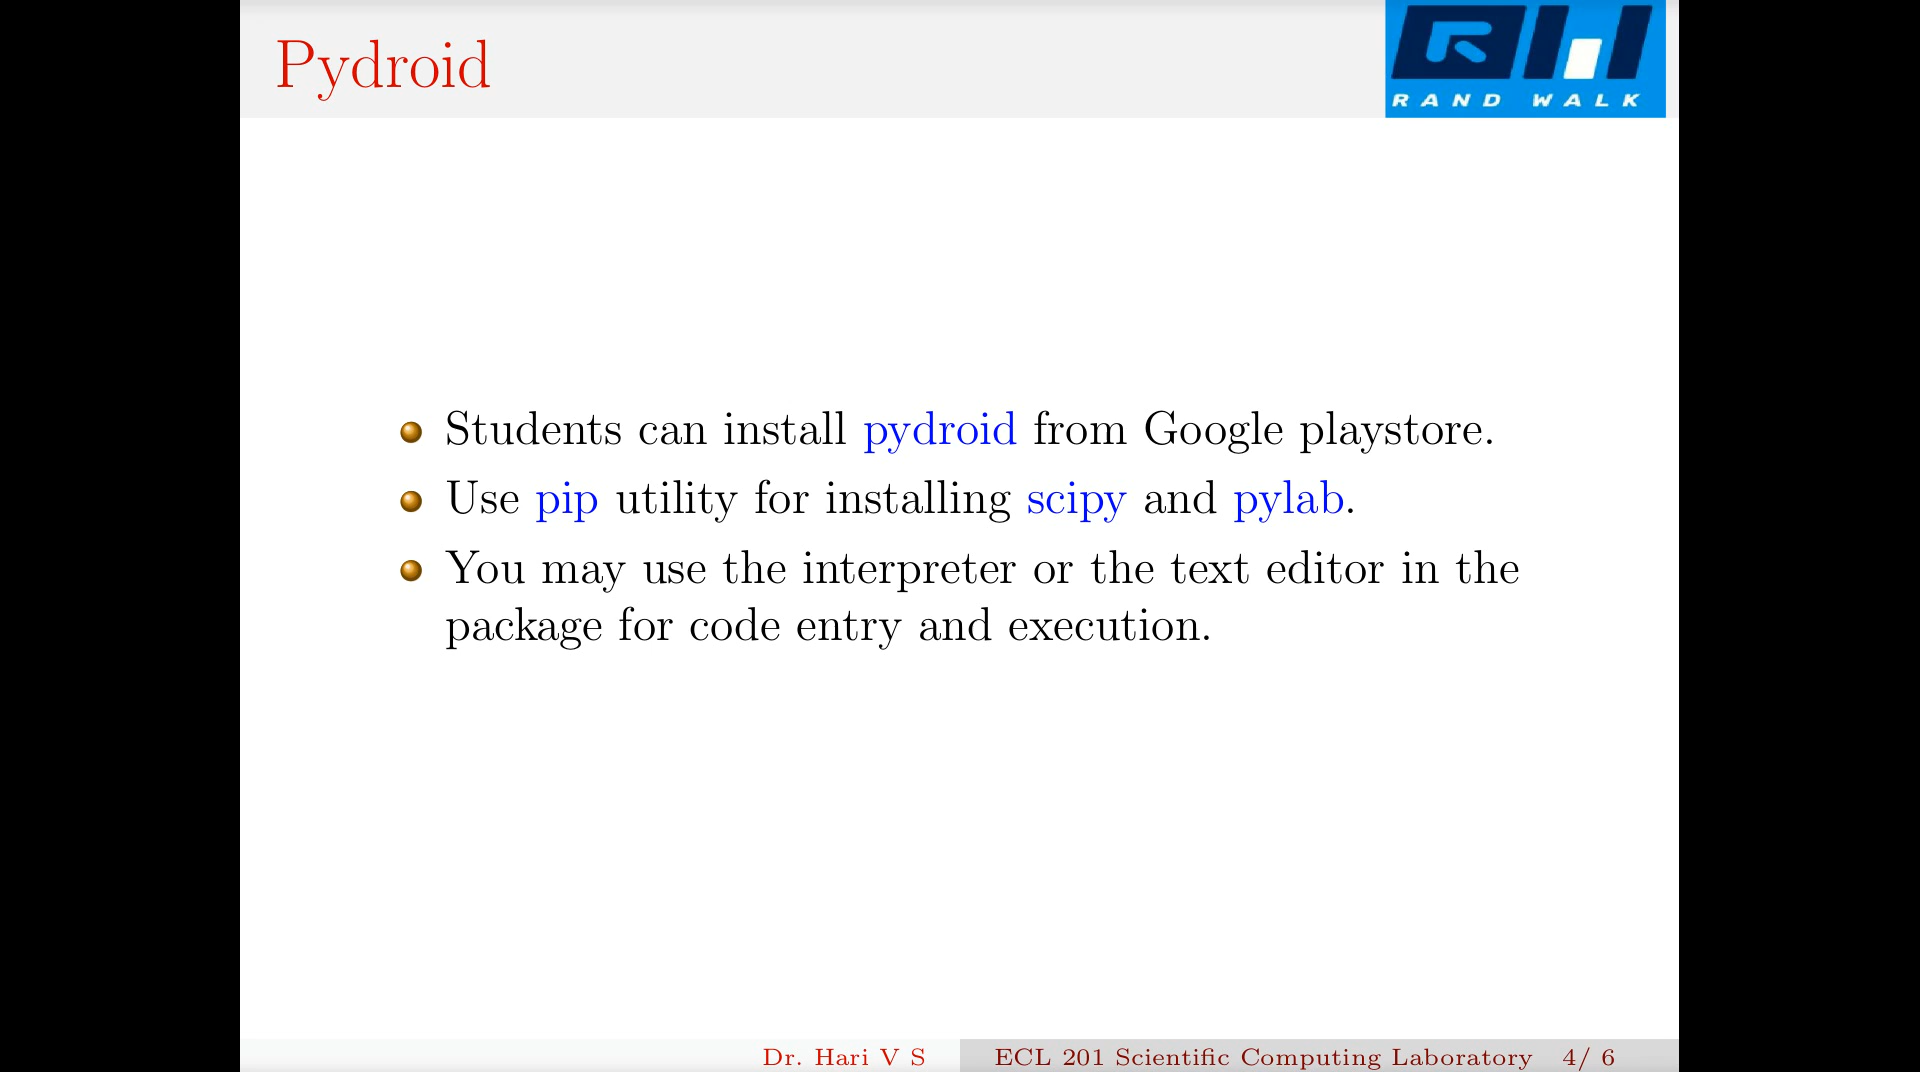 Pydroid
RW
RAND WALK
Students can install pydroid from Google playstore.
Use pip utility for installing scipy and pylab.
You may use the interpreter or the text editor in the
package for code entry and execution.
Dr. Hari V S
ECL 201 Scientific Computing Laboratory 4/ 6